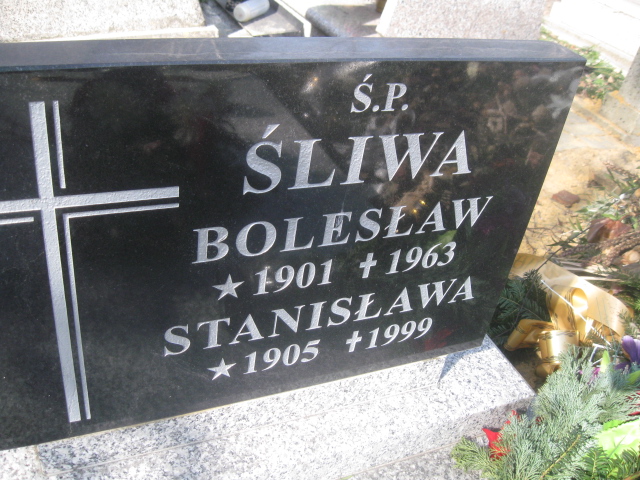 Ś.P.
ŚLIWA
BOLESŁAW
★ 1901 ✝ 1963
STANISŁAWA
★ 1905 ✝ 1999